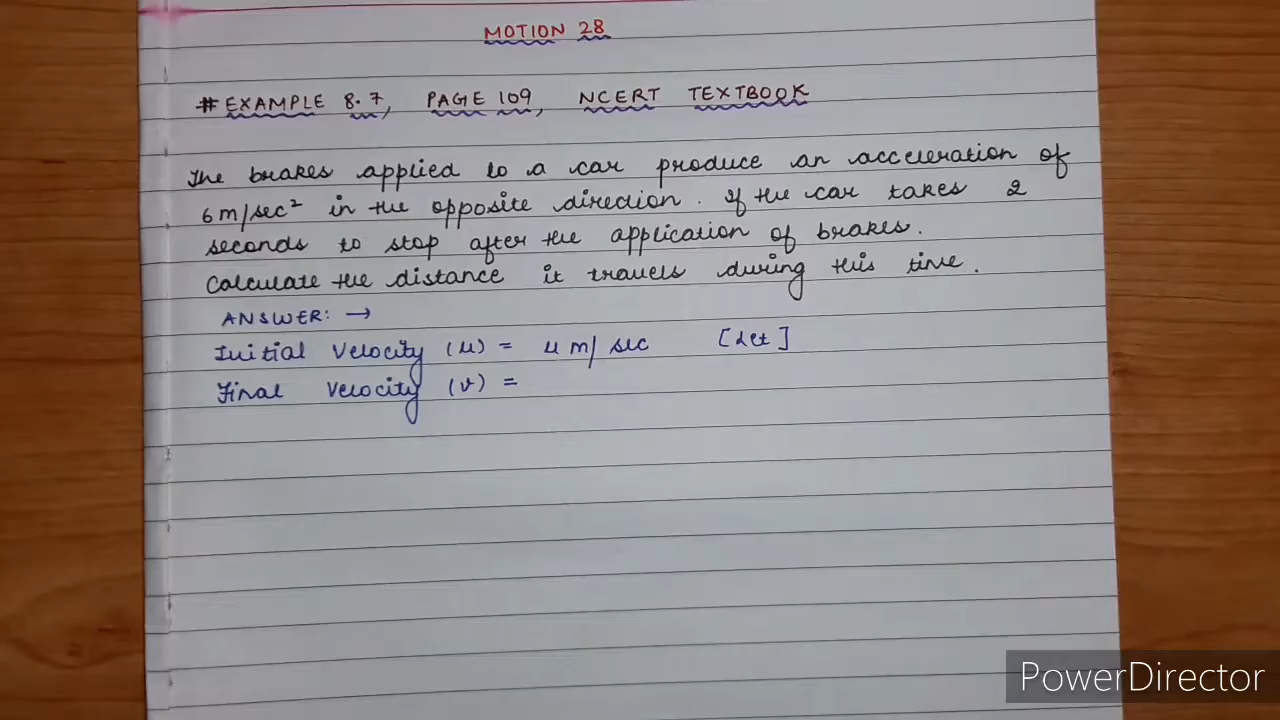 MOTION 28
# EXAMPLE 8.7, PAGE 109, NCERT TEXTBOOK
The brakes applied to a car produce an acceleration of
6m/sec² in the opposite direction. If the car takes 2
seconds to stop after the application of brakes.
Calculate the distance it travels during this time.
ANSWER: →
Initial Velocity (u) = u m/sec [Let]
Final Velocity (v) =
PowerDirector